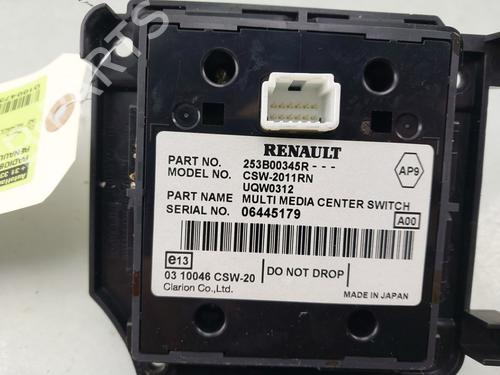 RENAULT
PART NO. 253B00345R - - -
MODEL NO. CSW-2011RN
UQW0312
AP9
PART NAME MULTI MEDIA CENTER SWITCH
SERIAL NO. 06445179
A00
e13
03 10046 CSW-20
DO NOT DROP
Clarion Co.,Ltd.
MADE IN JAPAN
PARTS